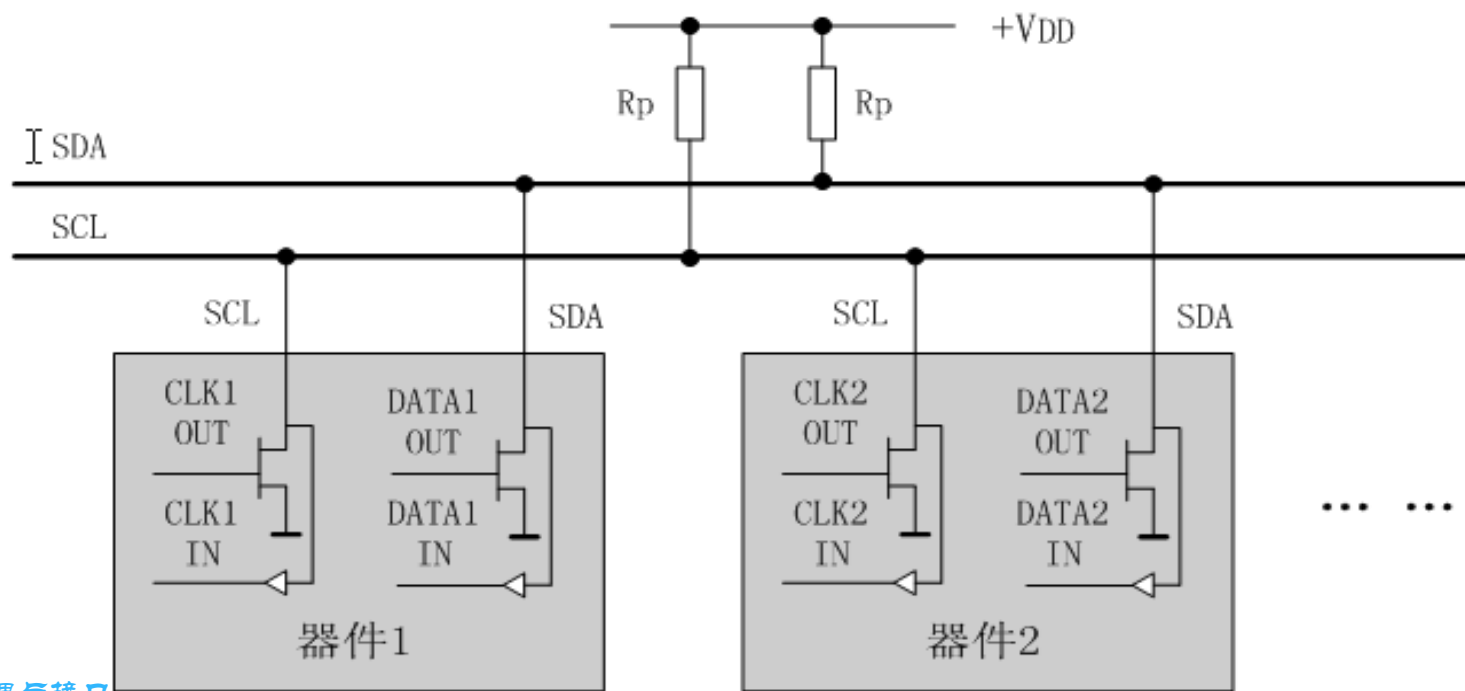 +VDD
Rp
Rp
SDA
SCL
SCL
SDA
SCL
SDA
CLK1
OUT
DATA1
OUT
CLK1
IN
DATA1
IN
器件1
CLK2
OUT
DATA2
OUT
CLK2
IN
DATA2
IN
器件2
... ...